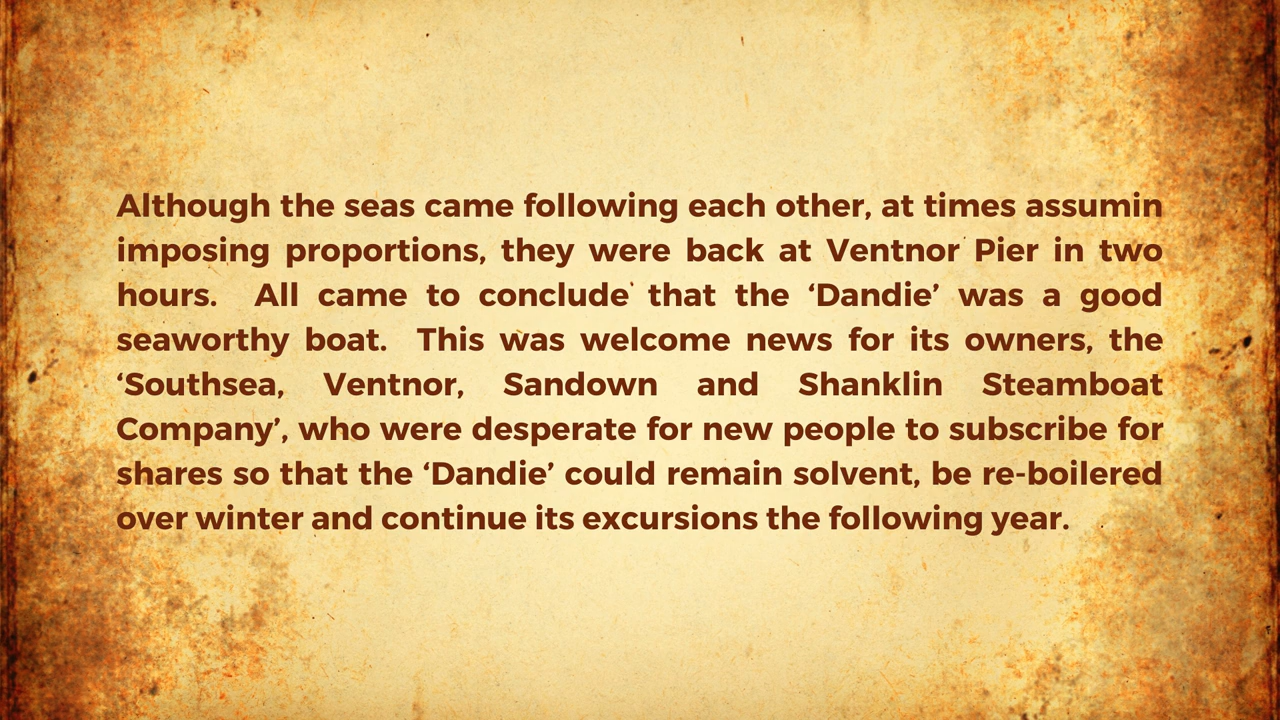 Although the seas came following each other, at times assumin
imposing proportions, they were back at Ventnor Pier in two
hours.  All came to conclude that the ‘Dandie’ was a good
seaworthy boat.  This was welcome news for its owners, the
‘Southsea, Ventnor, Sandown and Shanklin Steamboat
Company’, who were desperate for new people to subscribe for
shares so that the ‘Dandie’ could remain solvent, be re-boilered
over winter and continue its excursions the following year.